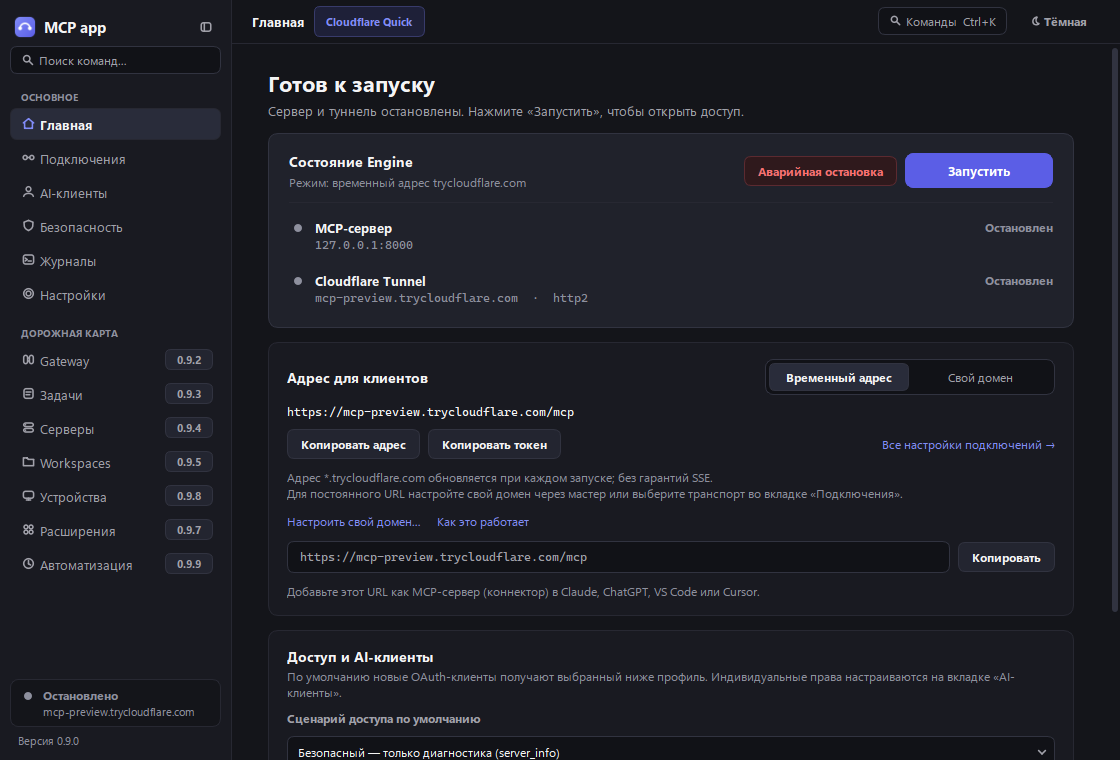 MCP app
Поиск команд...
ОСНОВНОЕ
Главная
Подключения
AI-клиенты
Безопасность
Журналы
Настройки
ДОРОЖНАЯ КАРТА
Gateway 0.9.2
Задачи 0.9.3
Серверы 0.9.4
Workspaces 0.9.5
Устройства 0.9.8
Расширения 0.9.7
Автоматизация 0.9.9
Остановлено
mcp-preview.trycloudflare.com
Версия 0.9.0
Главная Cloudflare Quick Команды Ctrl+K Тёмная
Готов к запуску
Сервер и туннель остановлены. Нажмите «Запустить», чтобы открыть доступ.
Состояние Engine
Режим: временный адрес trycloudflare.com
Аварийная остановка Запустить
MCP-сервер Остановлен
127.0.0.1:8000
Cloudflare Tunnel Остановлен
mcp-preview.trycloudflare.com · http2
Адрес для клиентов Временный адрес Свой домен
https://mcp-preview.trycloudflare.com/mcp
Копировать адрес Копировать токен Все настройки подключений →
Адрес *.trycloudflare.com обновляется при каждом запуске; без гарантий SSE.
Для постоянного URL настройте свой домен через мастер или выберите транспорт во вкладке «Подключения».
Настроить свой домен... Как это работает
https://mcp-preview.trycloudflare.com/mcp Копировать
Добавьте этот URL как MCP-сервер (коннектор) в Claude, ChatGPT, VS Code или Cursor.
Доступ и AI-клиенты
По умолчанию новые OAuth-клиенты получают выбранный ниже профиль. Индивидуальные права настраиваются на вкладке «AI-
клиенты».
Сценарий доступа по умолчанию
Безопасный — только диагностика (server_info)